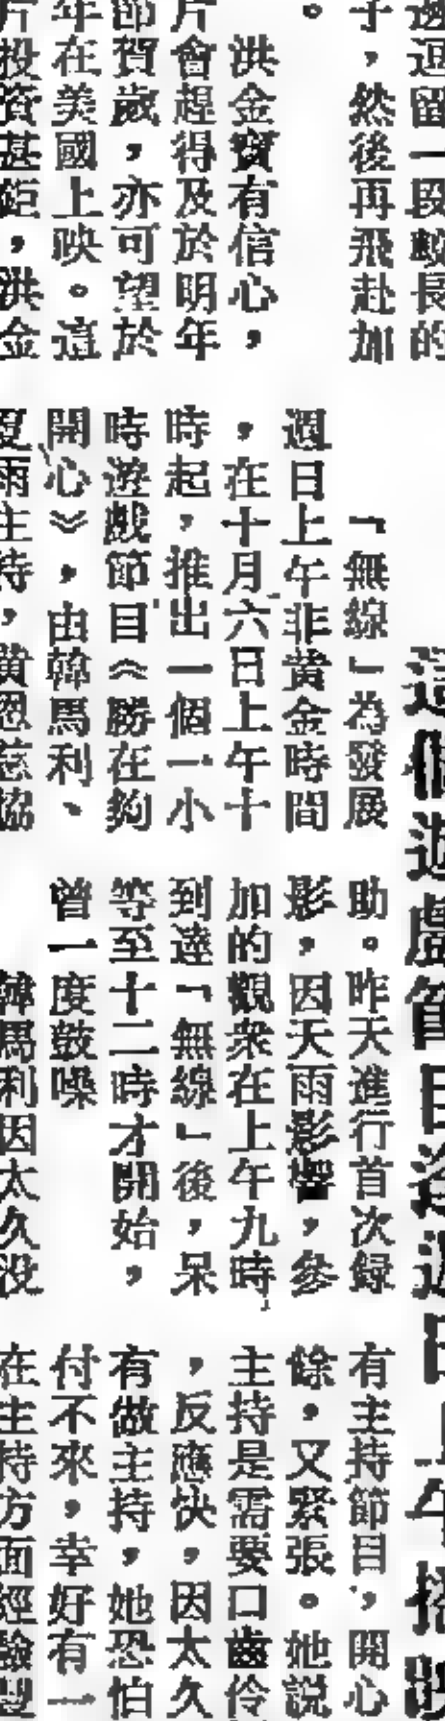 邊逗留一段較長的
子,然後再飛赴加
。
洪金寶有信心,
片會趕得及於明年
節賀歲,亦可望於
年在美國上映。這
片投資甚鉅,洪金
這個遊戲節目逢週日上午播映
「無線」為發展
週日上午非黃金時間
,在十月六日上午十
時起,推出一個一小
時遊戲節目《勝在夠
開心》,由韓馬利、
夏雨主持,黃慈協
助。昨天進行首次錄
影,因天雨影響,參
加的觀衆在上午九時
到達「無線」後,呆
等至十二時才開始,
曾一度鼓噪
韓馬利因太久没
有主持節目,開心
餘,又緊張。她説
主持是需要口齒伶
,反應快,因太久
有做主持,她恐怕
付不來,幸好有一
在主持方面經驗豐